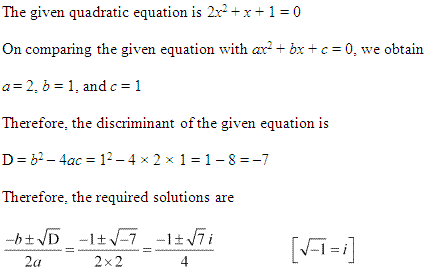 The given quadratic equation is 2x² + x + 1 = 0
On comparing the given equation with ax² + bx + c = 0, we obtain
a = 2, b = 1, and c = 1
Therefore, the discriminant of the given equation is
D = b² – 4ac = 1² – 4 × 2 × 1 = 1 – 8 = –7
Therefore, the required solutions are
(–b ± √D)/(2a) = (–1 ± √–7)/(2×2) = (–1 ± √7 i)/4 [√–1 = i]